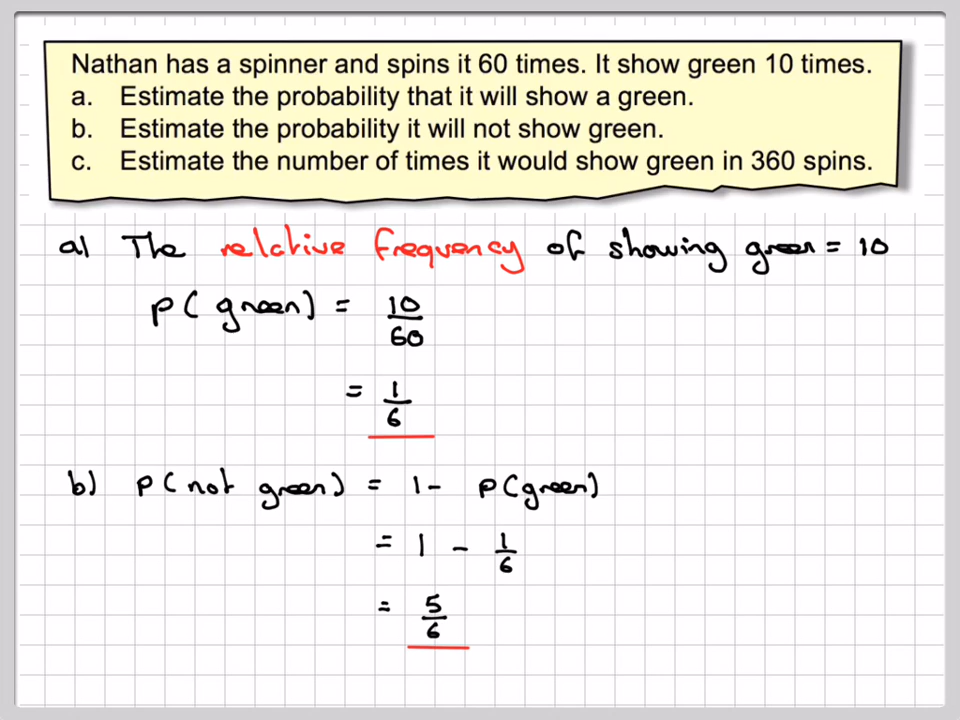 Nathan has a spinner and spins it 60 times. It show green 10 times.
a. Estimate the probability that it will show a green.
b. Estimate the probability it will not show green.
c. Estimate the number of times it would show green in 360 spins.
a) The relative frequency of showing green = 10
P( green) = 10/60
= 1/6
b) P( not green) = 1 - P(green)
= 1 - 1/6
= 5/6